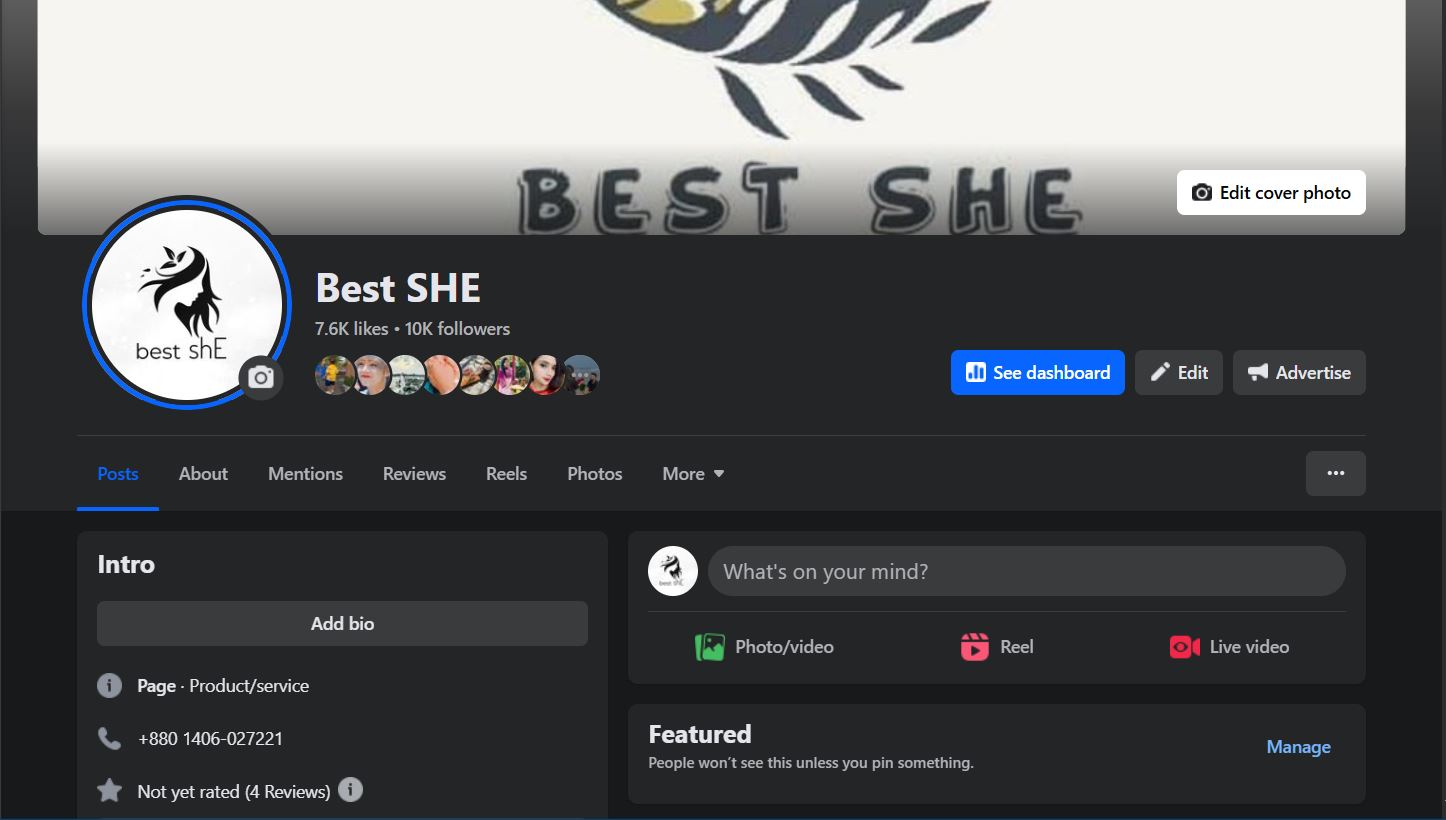 BEST SHE
Edit cover photo
best shE
Best SHE
7.6K likes • 10K followers
See dashboard
Edit
Advertise
Posts
About
Mentions
Reviews
Reels
Photos
More
Intro
Add bio
Page · Product/service
+880 1406-027221
Not yet rated (4 Reviews)
best shE
What's on your mind?
Photo/video
Reel
Live video
Featured
People won’t see this unless you pin something.
Manage